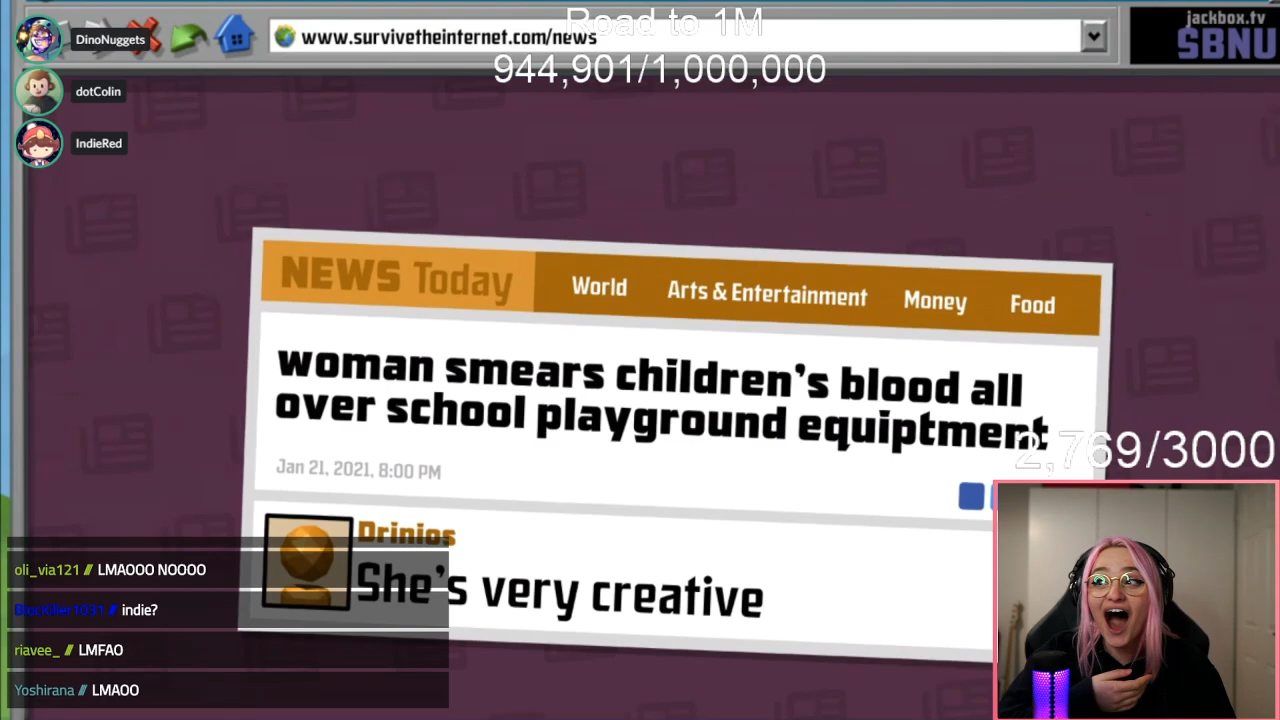 DinoNuggets
dotColin
IndieRed
www.survivetheinternet.com/news
Road to 1M
944,901/1,000,000
jackbox.tv
SBNU
NEWS Today
World
Arts & Entertainment
Money
Food
woman smears children's blood all
over school playground equiptment
Jan 21, 2021, 8:00 PM
2,769/3000
Drinios
She's very creative
oli_via121 // LMAOOO NOOOO
BlocKiller1031 // indie?
riavee_ // LMFAO
Yoshirana // LMAOO